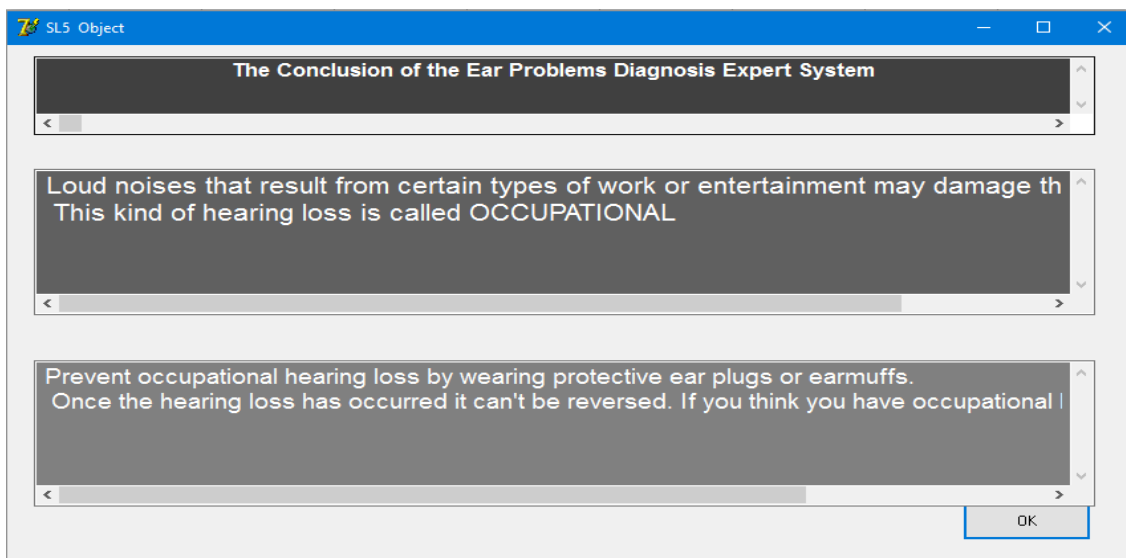 SL5 Object
The Conclusion of the Ear Problems Diagnosis Expert System
Loud noises that result from certain types of work or entertainment may damage th
This kind of hearing loss is called OCCUPATIONAL
Prevent occupational hearing loss by wearing protective ear plugs or earmuffs.
Once the hearing loss has occurred it can't be reversed. If you think you have occupational
OK